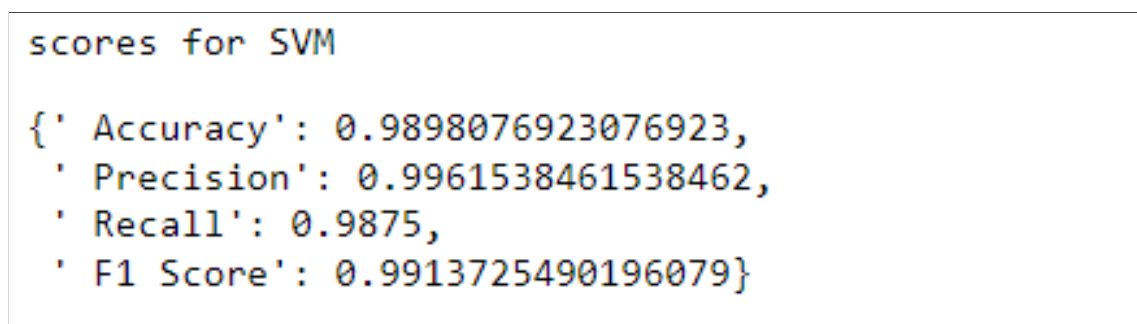 scores for SVM
{' Accuracy': 0.9898076923076923,
' Precision': 0.9961538461538462,
' Recall': 0.9875,
' F1 Score': 0.9913725490196079}